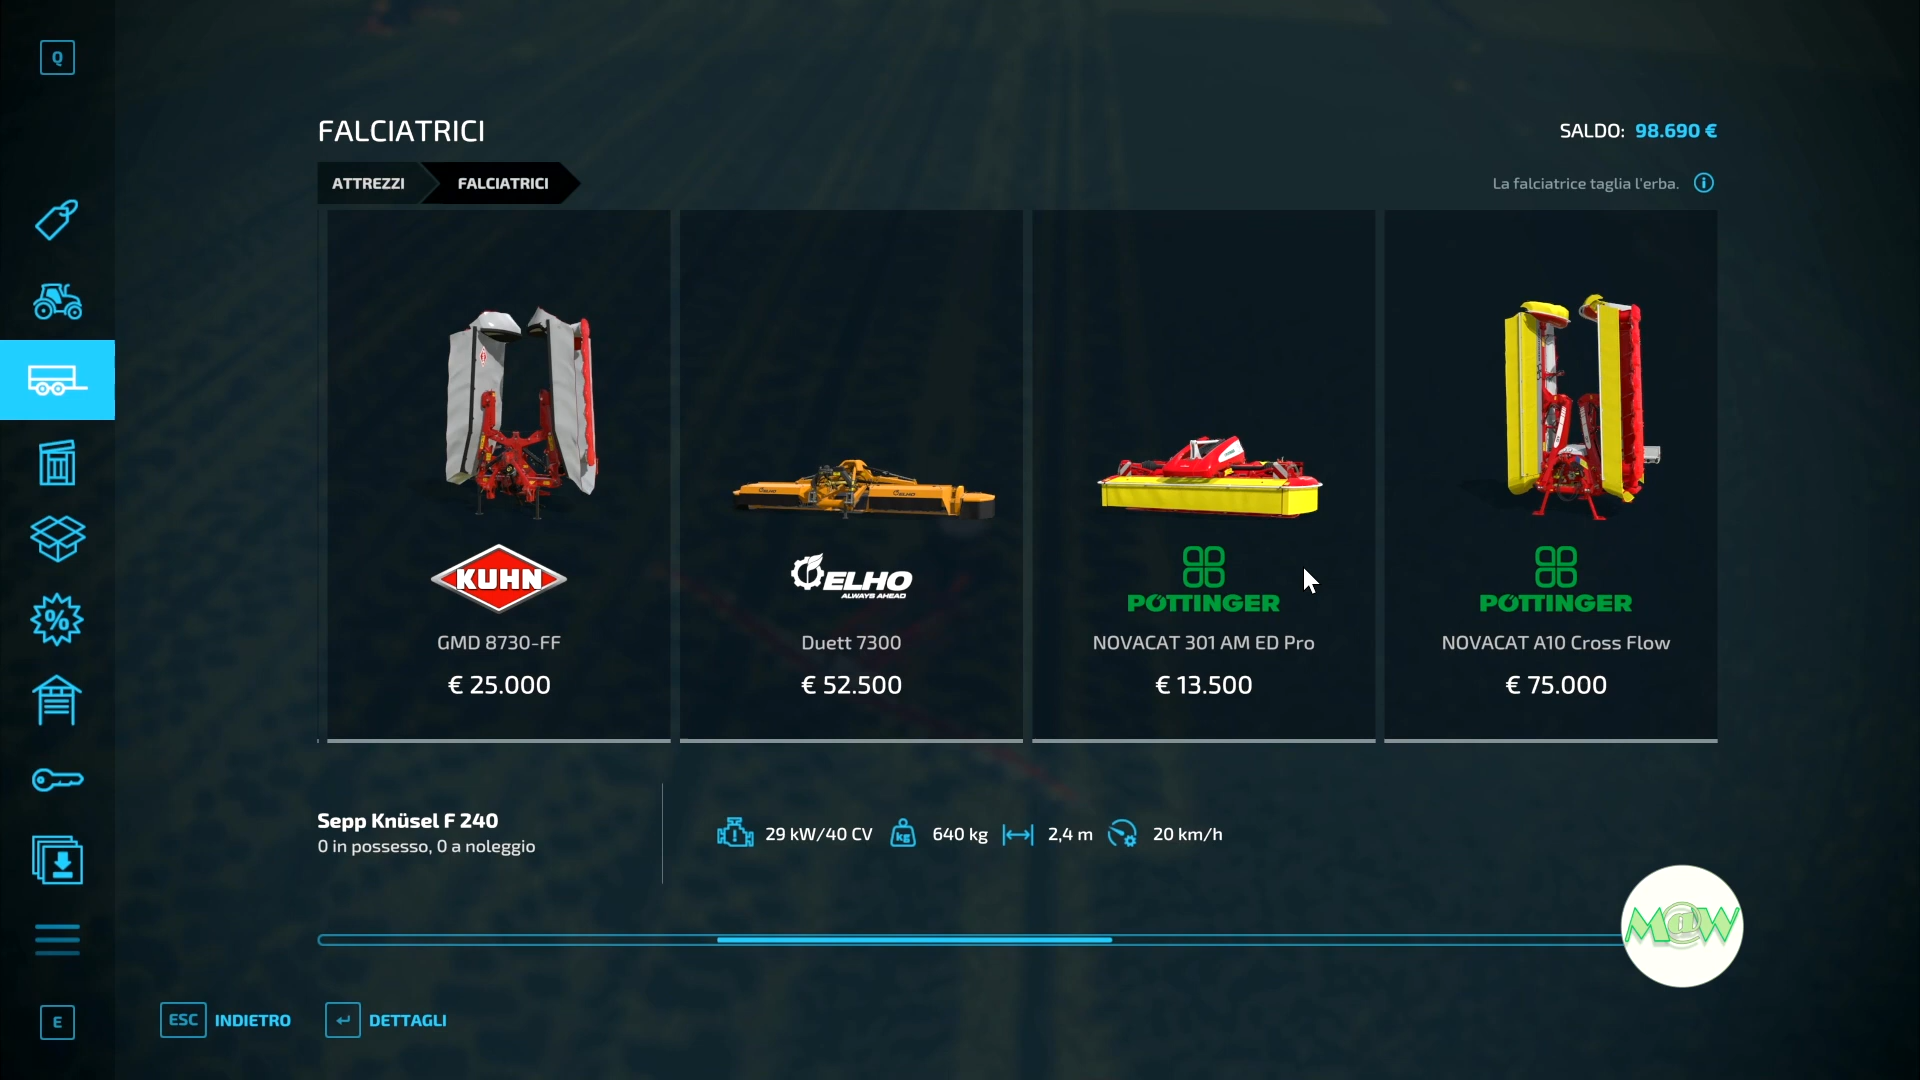 Q
FALCIATRICI
SALDO: 98.690 €
ATTREZZI
FALCIATRICI
La falciatrice taglia l'erba.
KUHN
GMD 8730-FF
€ 25.000
ELHO
ALWAYS AHEAD
Duett 7300
€ 52.500
PÖTTINGER
NOVACAT 301 AM ED Pro
€ 13.500
PÖTTINGER
NOVACAT A10 Cross Flow
€ 75.000
Sepp Knüsel F 240
0 in possesso, 0 a noleggio
29 kW/40 CV
kg
640 kg
2,4 m
20 km/h
M@W
E
ESC INDIETRO
DETTAGLI